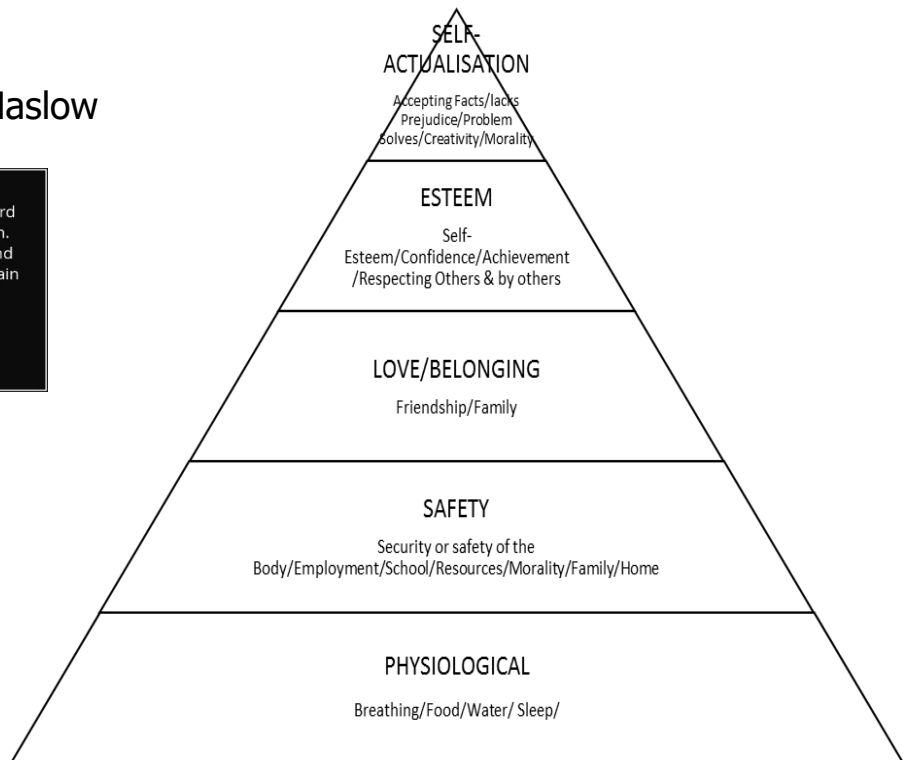 SELF-
ACTUALISATION
Accepting Facts/lacks
Prejudice/Problem
Solves/Creativity/Morality
ESTEEM
Self-
Esteem/Confidence/Achievement
/Respecting Others & by others
LOVE/BELONGING
Friendship/Family
SAFETY
Security or safety of the
Body/Employment/School/Resources/Morality/Family/Home
PHYSIOLOGICAL
Breathing/Food/Water/ Sleep/